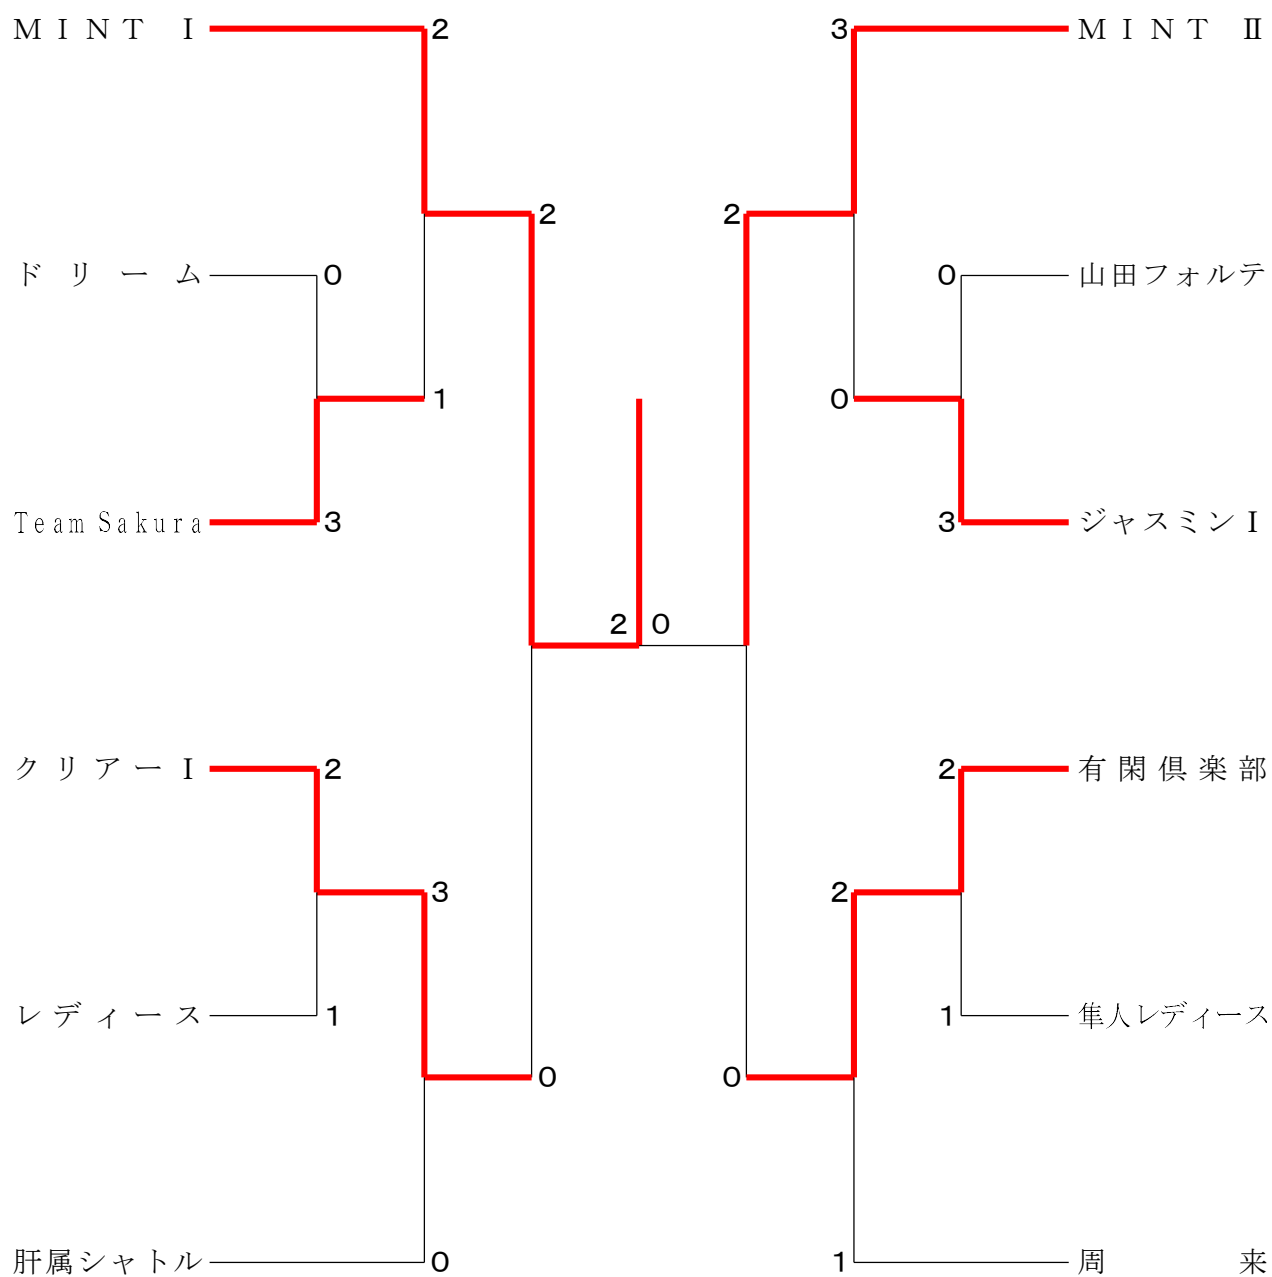 ＭＩＮＴ Ⅰ 2 3 ＭＩＮＴ Ⅱ
2 2
ドリーム 0 0 山田フォルテ
1 0
Team Sakura 3 3 ジャスミンⅠ
2 0
クリアーⅠ 2 2 有閑倶楽部
3 2
レディース 1 1 隼人レディース
0 0
肝属シャトル 0 1 周来